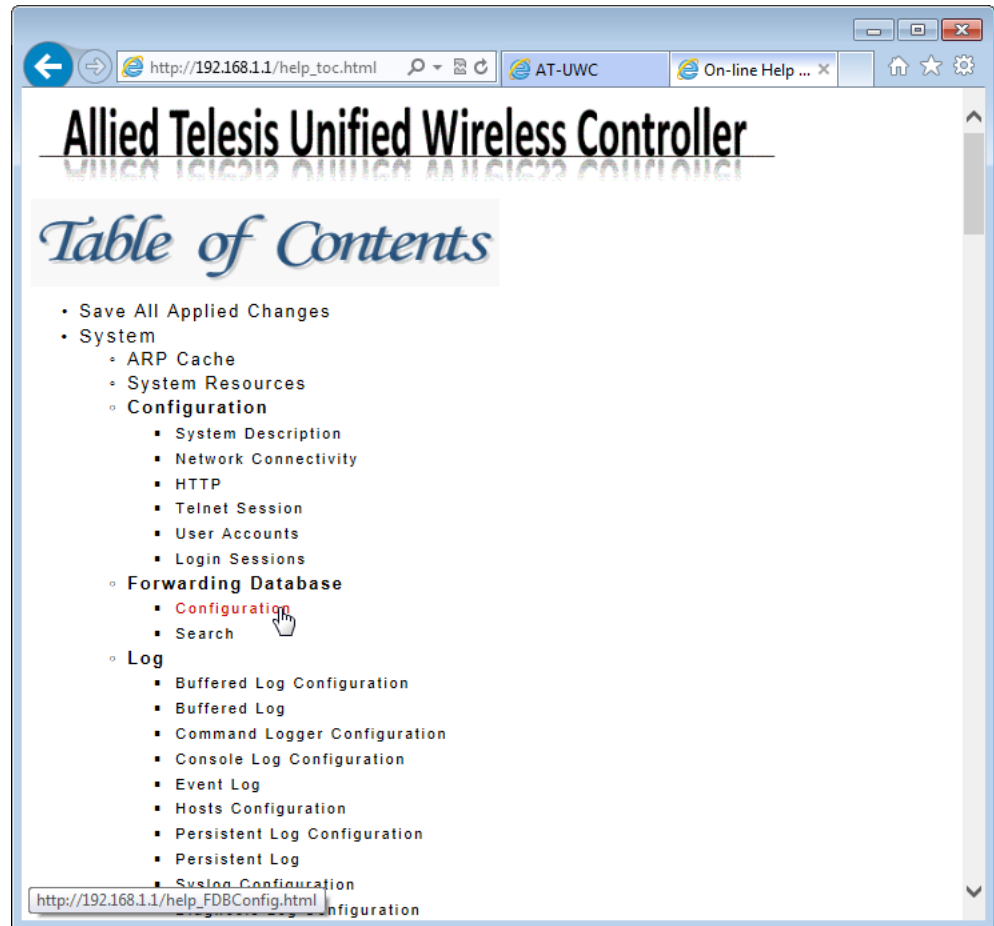 http://192.168.1.1/help_toc.html
AT-UWC
On-line Help ...
Allied Telesis Unified Wireless Controller
Table of Contents
Save All Applied Changes
System
ARP Cache
System Resources
Configuration
System Description
Network Connectivity
HTTP
Telnet Session
User Accounts
Login Sessions
Forwarding Database
Configuration
Search
Log
Buffered Log Configuration
Buffered Log
Command Logger Configuration
Console Log Configuration
Event Log
Hosts Configuration
Persistent Log Configuration
Persistent Log
Syslog Configuration
http://192.168.1.1/help_FDBConfig.html